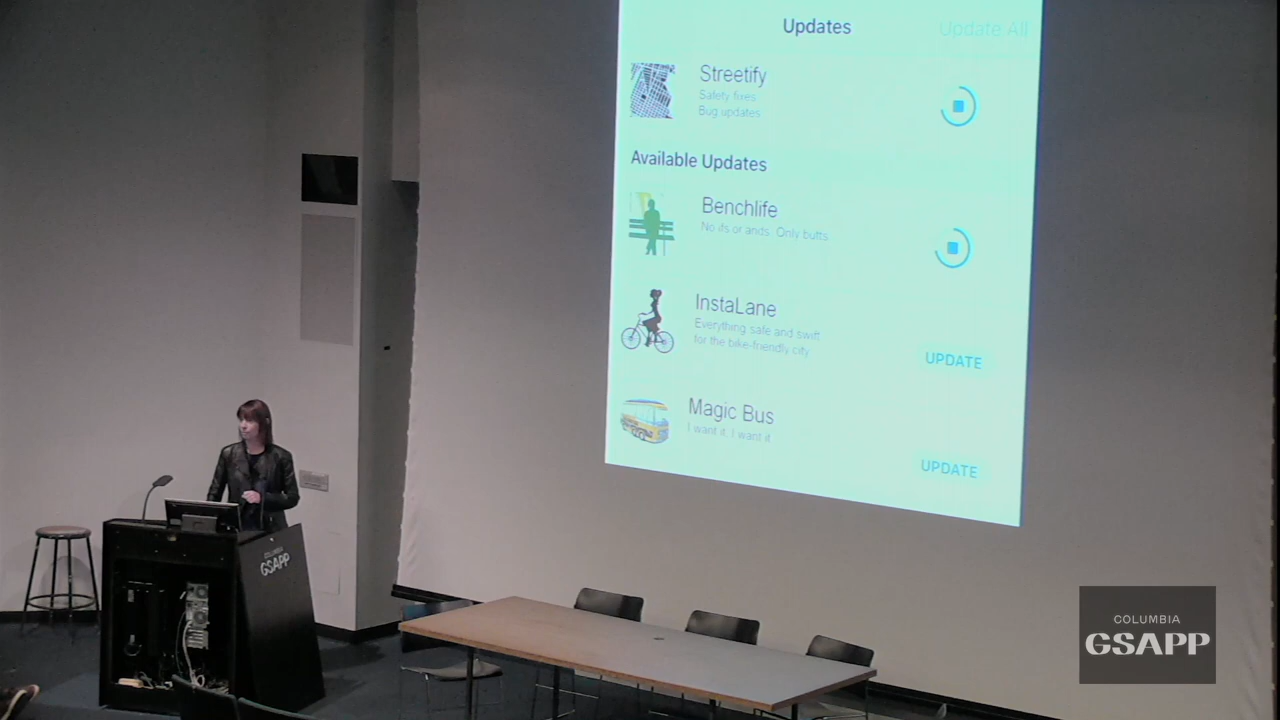 Updates
Update All
Streetify
Safety fixes
Bug updates
Available Updates
Benchlife
No ifs or ands. Only butts
InstaLane
Everything safe and swift
for the bike-friendly city
UPDATE
Magic Bus
I want it. I want it
UPDATE
COLUMBIA
GSAPP
COLUMBIA
GSAPP